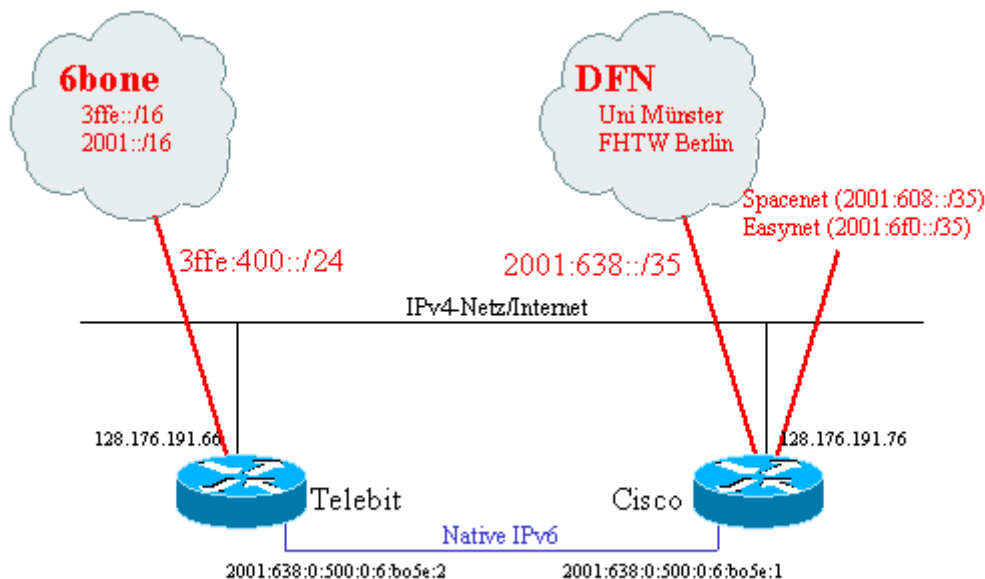 6bone
3ffe::/16
2001::/16
DFN
Uni Münster
FHTW Berlin
Spacenet (2001:608::/35)
Easynet (2001:6f0::/35)
3ffe:400::/24
2001:638::/35
IPv4-Netz/Internet
128.176.191.66
128.176.191.76
Telebit
Cisco
Native IPv6
2001:638:0:500:0:6:bo5e:2
2001:638:0:500:0:6:bo5e:1